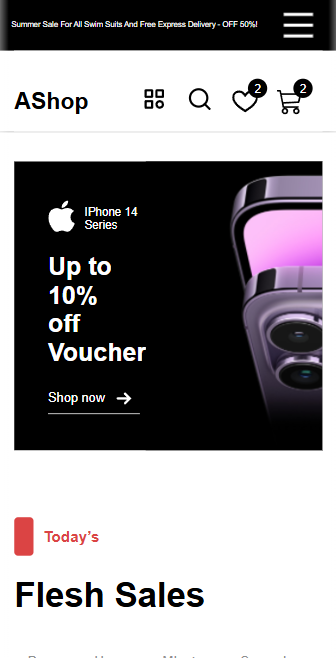 Summer Sale For All Swim Suits And Free Express Delivery - OFF 50%!
AShop
2
2
IPhone 14
Series
Up to
10%
off
Voucher
Shop now
Today's
Flesh Sales